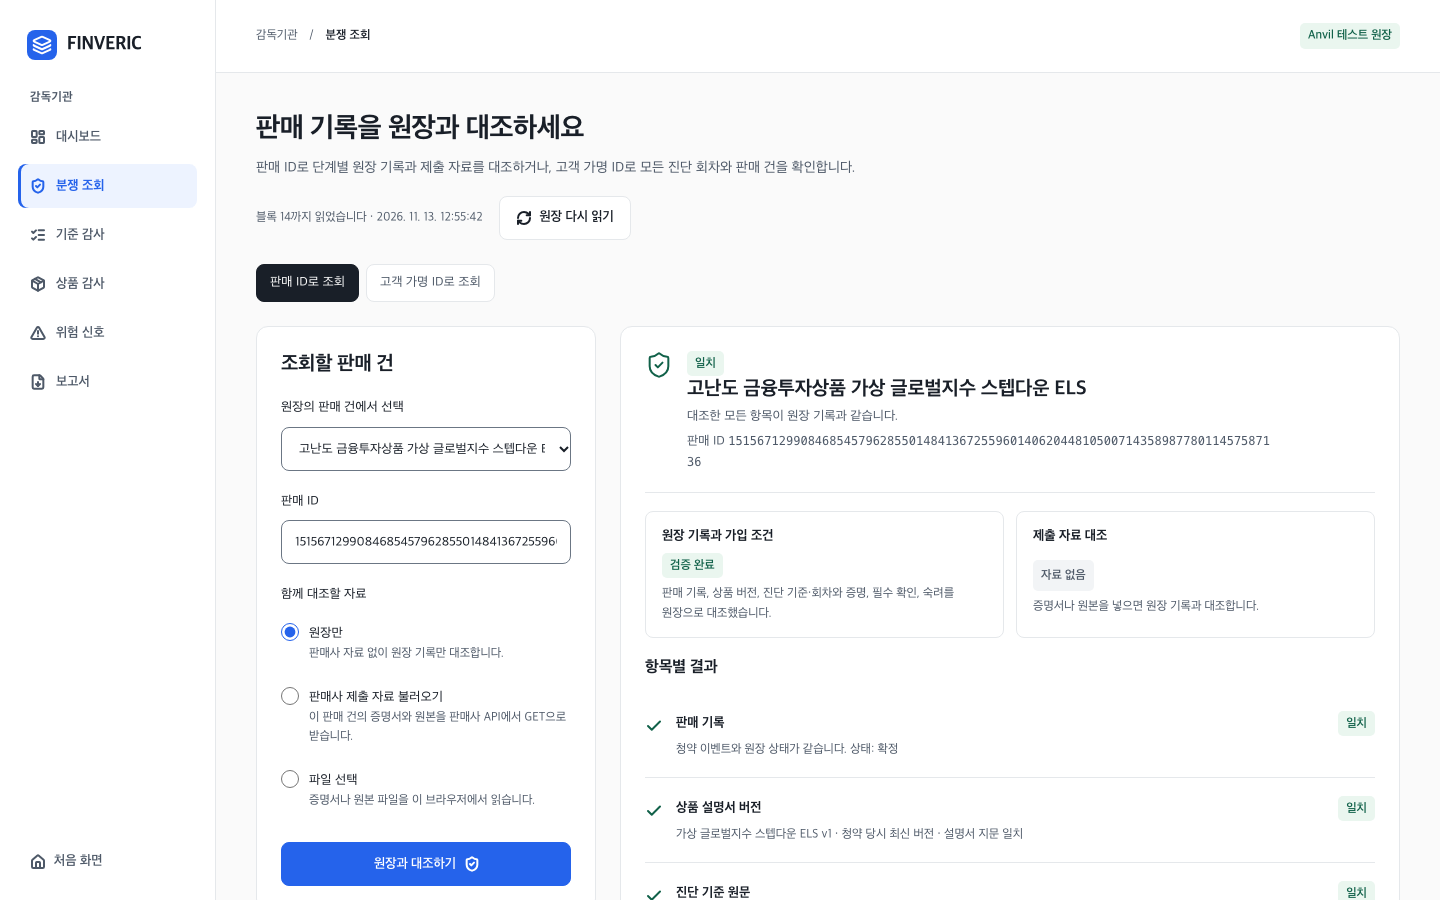 FINVERIC
감독기관
대시보드
분쟁 조회
기준 감사
상품 감사
위험 신호
보고서
처음 화면
감독기관 / 분쟁 조회
Anvil 테스트 원장
판매 기록을 원장과 대조하세요
판매 ID로 단계별 원장 기록과 제출 자료를 대조하거나, 고객 가명 ID로 모든 진단 회차와 판매 건을 확인합니다.
블록 14까지 읽었습니다 · 2026. 11. 13. 12:55:42
원장 다시 읽기
판매 ID로 조회
고객 가명 ID로 조회
조회할 판매 건
원장의 판매 건에서 선택
고난도 금융투자상품 가상 글로벌지수 스텝다운 E
판매 ID
151567129908468545796285501484136725596
함께 대조할 자료
원장만
판매사 자료 없이 원장 기록만 대조합니다.
판매사 제출 자료 불러오기
이 판매 건의 증명서와 원본을 판매사 API에서 GET으로
받습니다.
파일 선택
증명서나 원본 파일을 이 브라우저에서 읽습니다.
원장과 대조하기
일치
고난도 금융투자상품 가상 글로벌지수 스텝다운 ELS
대조한 모든 항목이 원장 기록과 같습니다.
판매 ID 151567129908468545796285501484136725596014062044810500714358987780114575871
36
원장 기록과 가입 조건
검증 완료
판매 기록, 상품 버전, 진단 기준·회차와 증명, 필수 확인, 숙려를
원장으로 대조했습니다.
제출 자료 대조
자료 없음
증명서나 원본을 넣으면 원장 기록과 대조합니다.
항목별 결과
판매 기록
일치
청약 이벤트와 원장 상태가 같습니다. 상태: 확정
상품 설명서 버전
일치
가상 글로벌지수 스텝다운 ELS v1 · 청약 당시 최신 버전 · 설명서 지문 일치
진단 기준 원문
일치